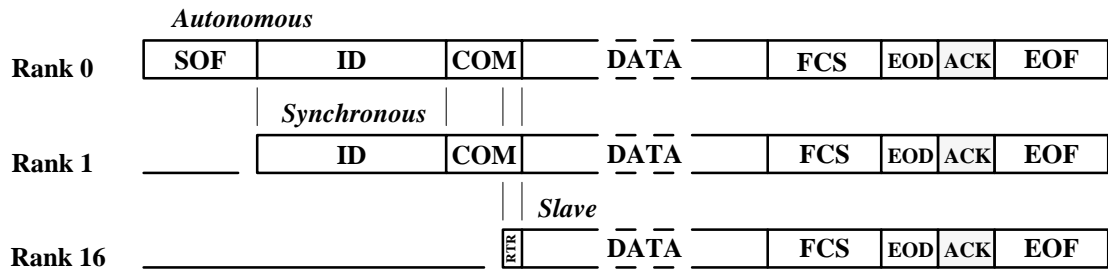 Autonomous
Rank 0 SOF ID COM DATA FCS EOD ACK EOF
Synchronous
Rank 1 ID COM DATA FCS EOD ACK EOF
Slave
Rank 16 RTR DATA FCS EOD ACK EOF